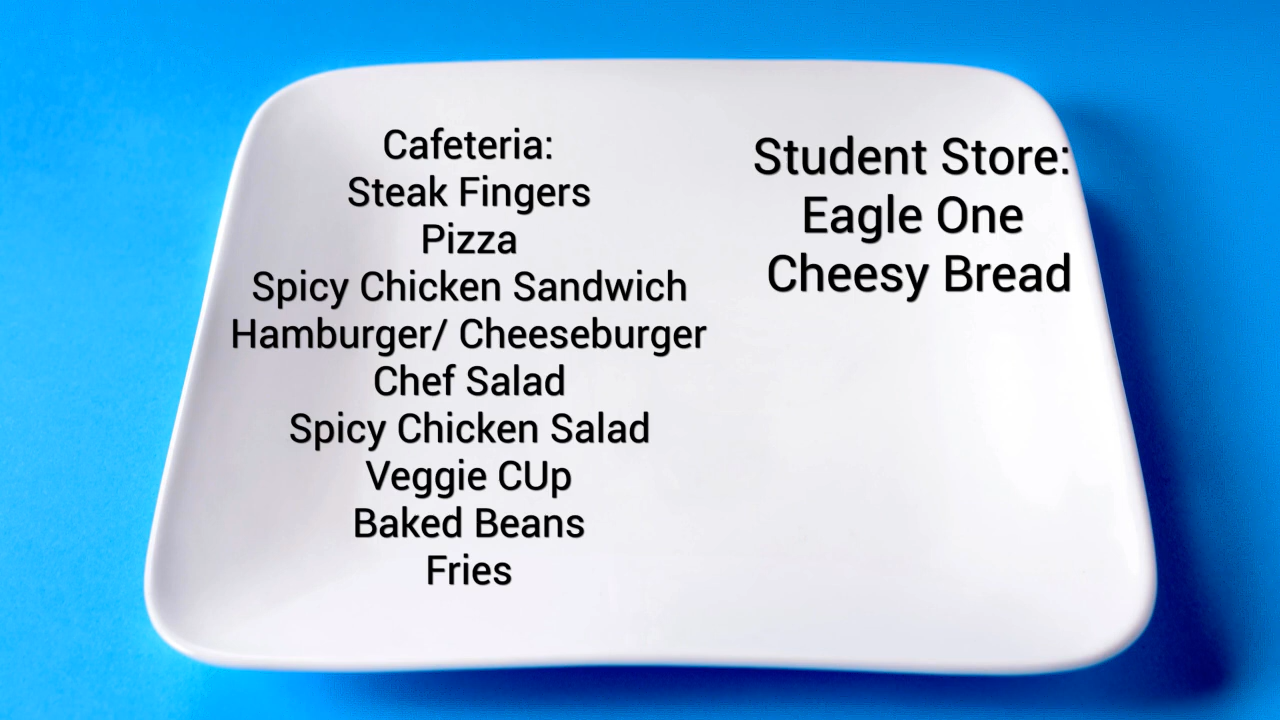 Cafeteria:
Steak Fingers
Pizza
Spicy Chicken Sandwich
Hamburger/ Cheeseburger
Chef Salad
Spicy Chicken Salad
Veggie CUp
Baked Beans
Fries
Student Store:
Eagle One
Cheesy Bread